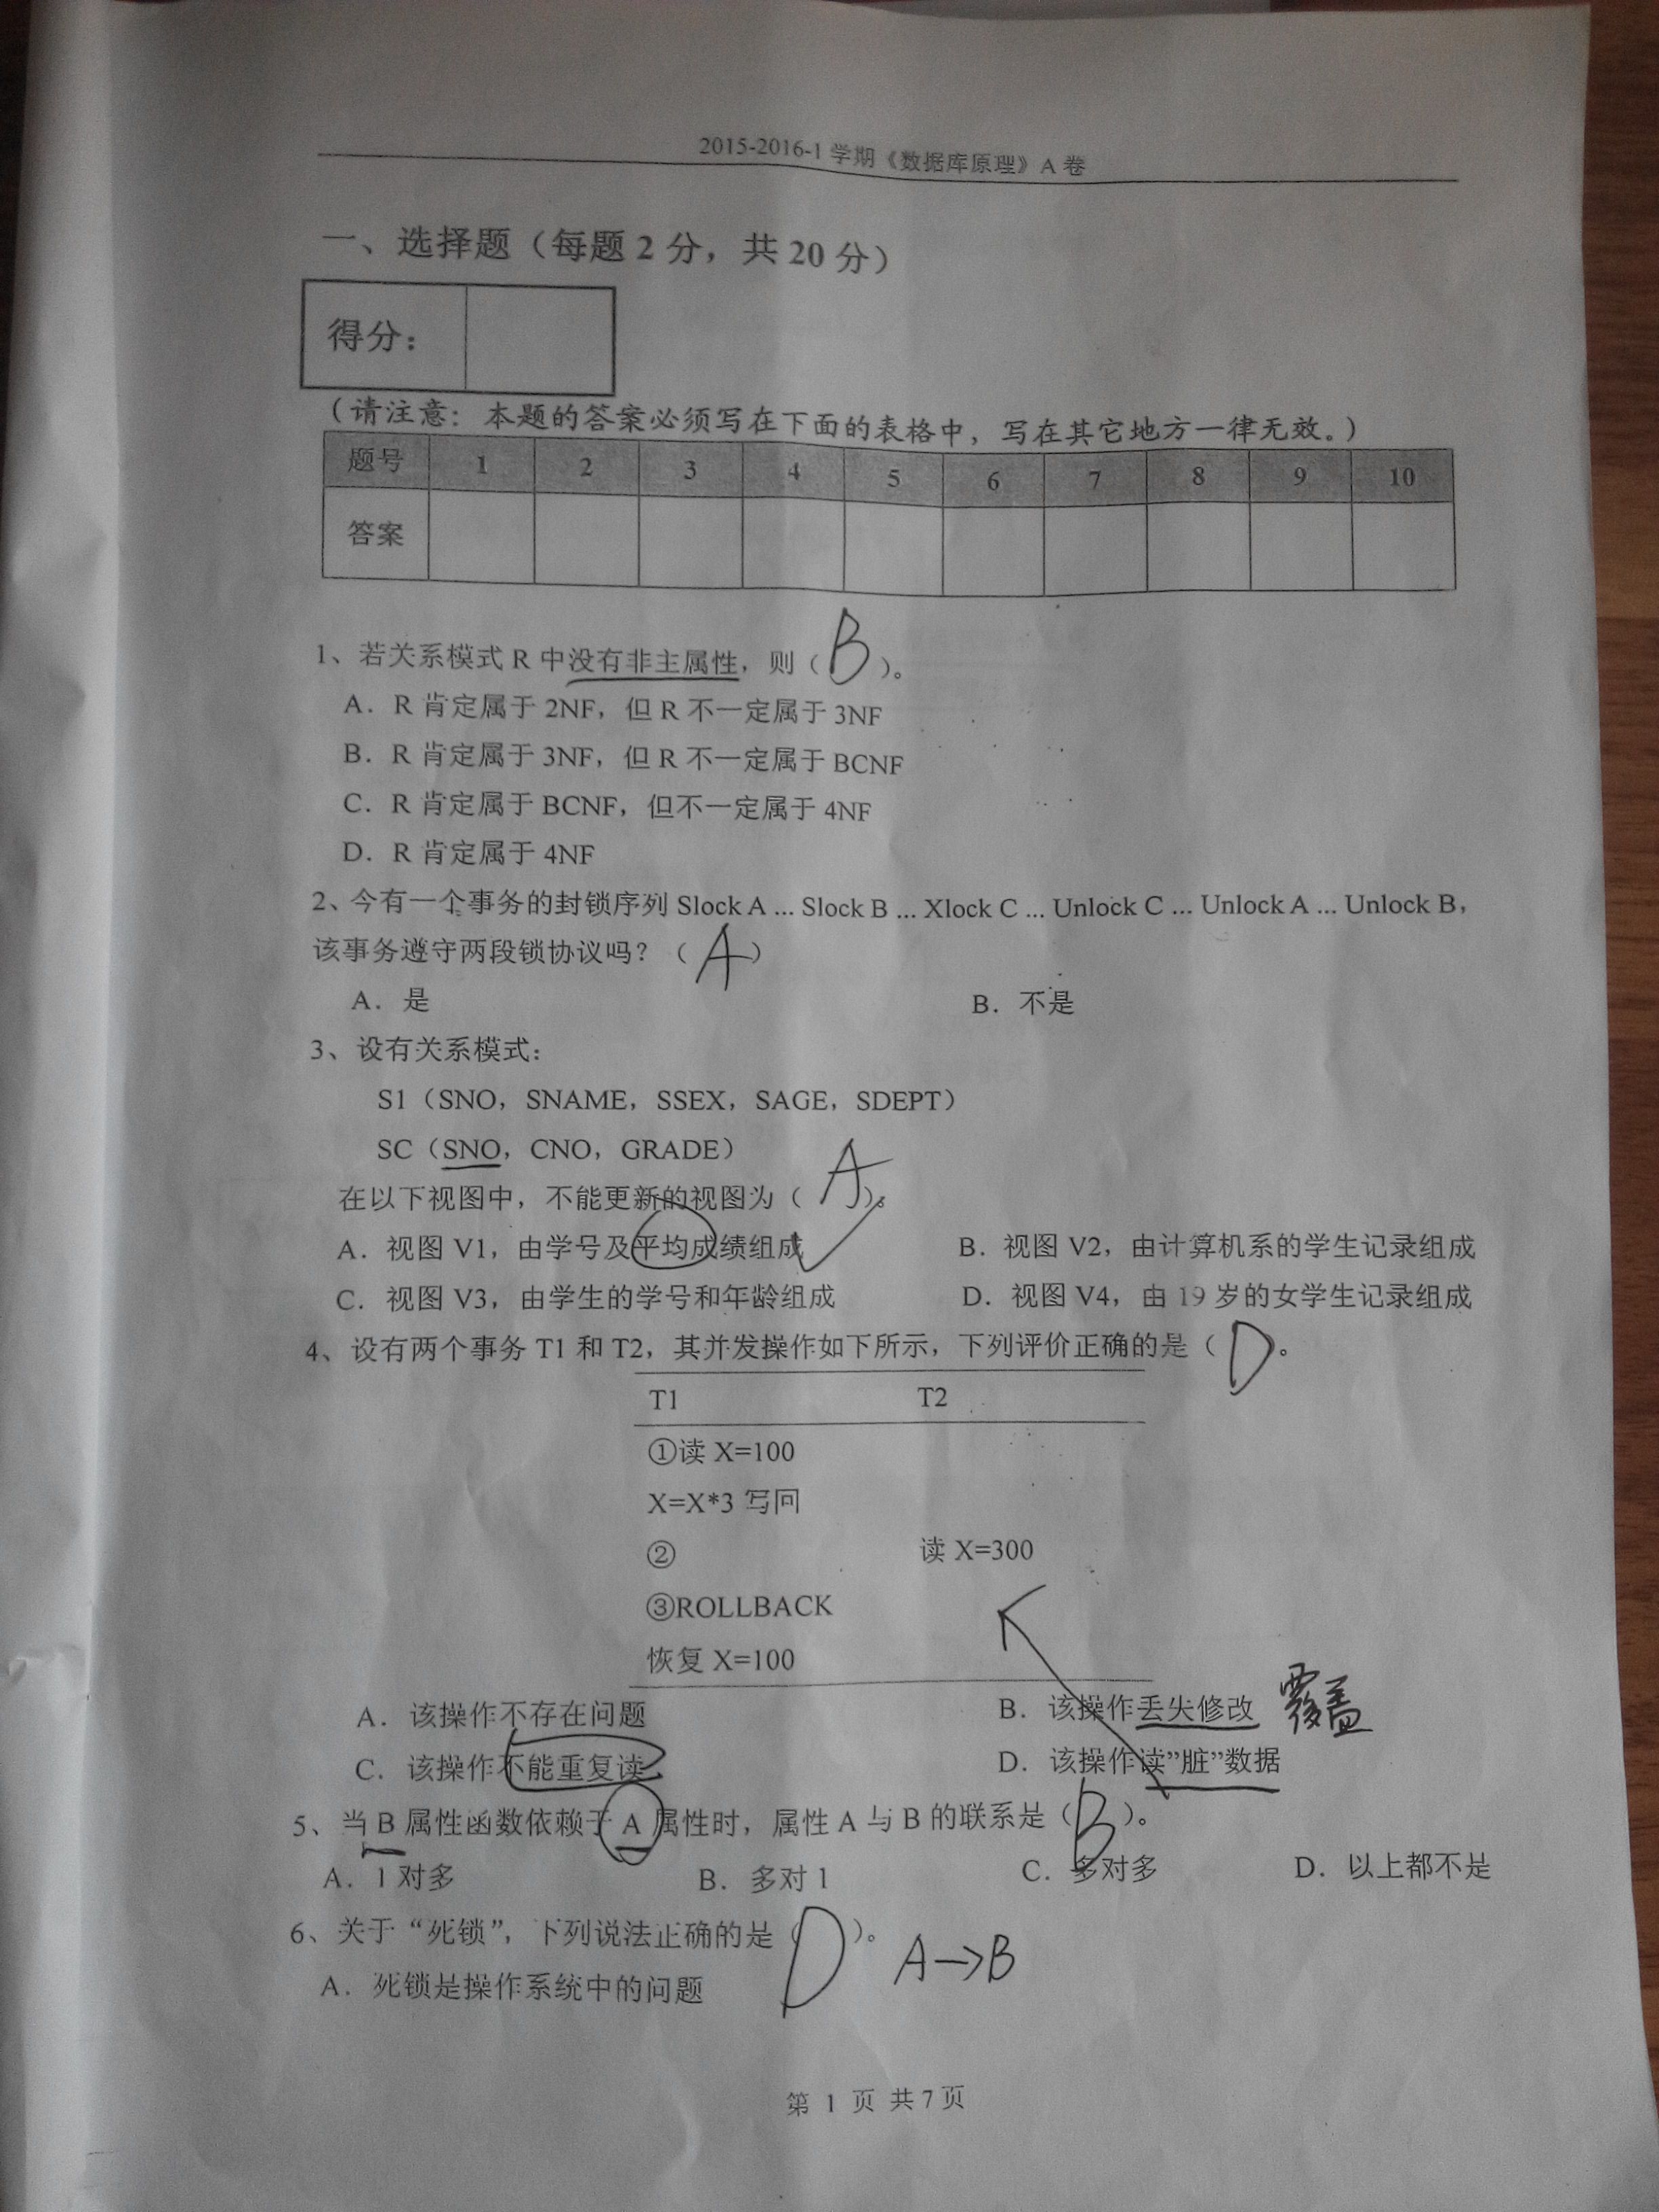 2015-2016-1 学期《数据库原理》A 卷
一、选择题（每题 2 分，共 20 分）
得分：
（请注意：本题的答案必须写在下面的表格中，写在其它地方一律无效。）
题号 1 2 3 4 5 6 7 8 9 10
答案
1、若关系模式 R 中没有非主属性，则（ B ）。
A．R 肯定属于 2NF，但 R 不一定属于 3NF
B．R 肯定属于 3NF，但 R 不一定属于 BCNF
C．R 肯定属于 BCNF，但不一定属于 4NF
D．R 肯定属于 4NF
2、今有一个事务的封锁序列 Slock A ... Slock B ... Xlock C ... Unlock C ... Unlock A ... Unlock B，
该事务遵守两段锁协议吗？（ A ）
A．是 B．不是
3、设有关系模式：
S1（SNO，SNAME，SSEX，SAGE，SDEPT）
SC（SNO，CNO，GRADE）
在以下视图中，不能更新的视图为（ A ）。
A．视图 V1，由学号及平均成绩组成 B．视图 V2，由计算机系的学生记录组成
C．视图 V3，由学生的学号和年龄组成 D．视图 V4，由 19 岁的女学生记录组成
4、设有两个事务 T1 和 T2，其并发操作如下所示，下列评价正确的是（ D ）。
T1 T2
①读 X=100
X=X*3 写回
② 读 X=300
③ROLLBACK
恢复 X=100
A．该操作不存在问题 B．该操作丢失修改 覆盖
C．该操作不能重复读 D．该操作读”脏”数据
5、当 B 属性函数依赖于 A 属性时，属性 A 与 B 的联系是（ B ）。
A．1 对多 B．多对 1 C．多对多 D．以上都不是
6、关于“死锁”，下列说法正确的是（ D ）。 A→B
A．死锁是操作系统中的问题
第 1 页 共 7 页